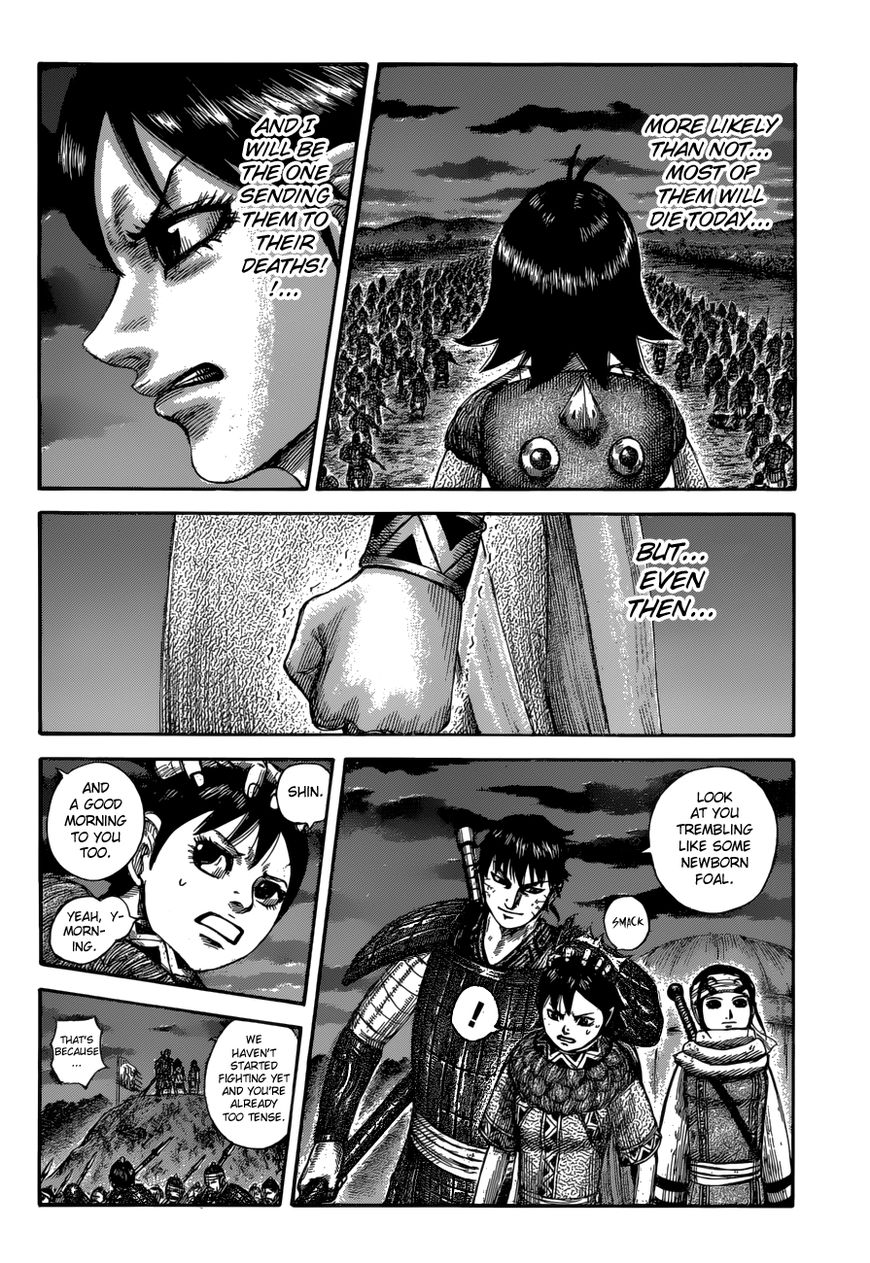 MORE LIKELY
THAN NOT...
MOST OF
THEM WILL
DIE TODAY...
AND I
WILL BE
THE ONE
SENDING
THEM TO
THEIR
DEATHS!
!...
BUT...
EVEN
THEN...
LOOK
AT YOU
TREMBLING
LIKE SOME
NEWBORN
FOAL.
SMACK
!
SHIN.
AND
A GOOD
MORNING
TO YOU
TOO.
YEAH, Y-
MORN-
ING.
WE
HAVEN'T
STARTED
FIGHTING YET
AND YOU'RE
ALREADY
TOO TENSE.
THAT'S
BECAUSE
...